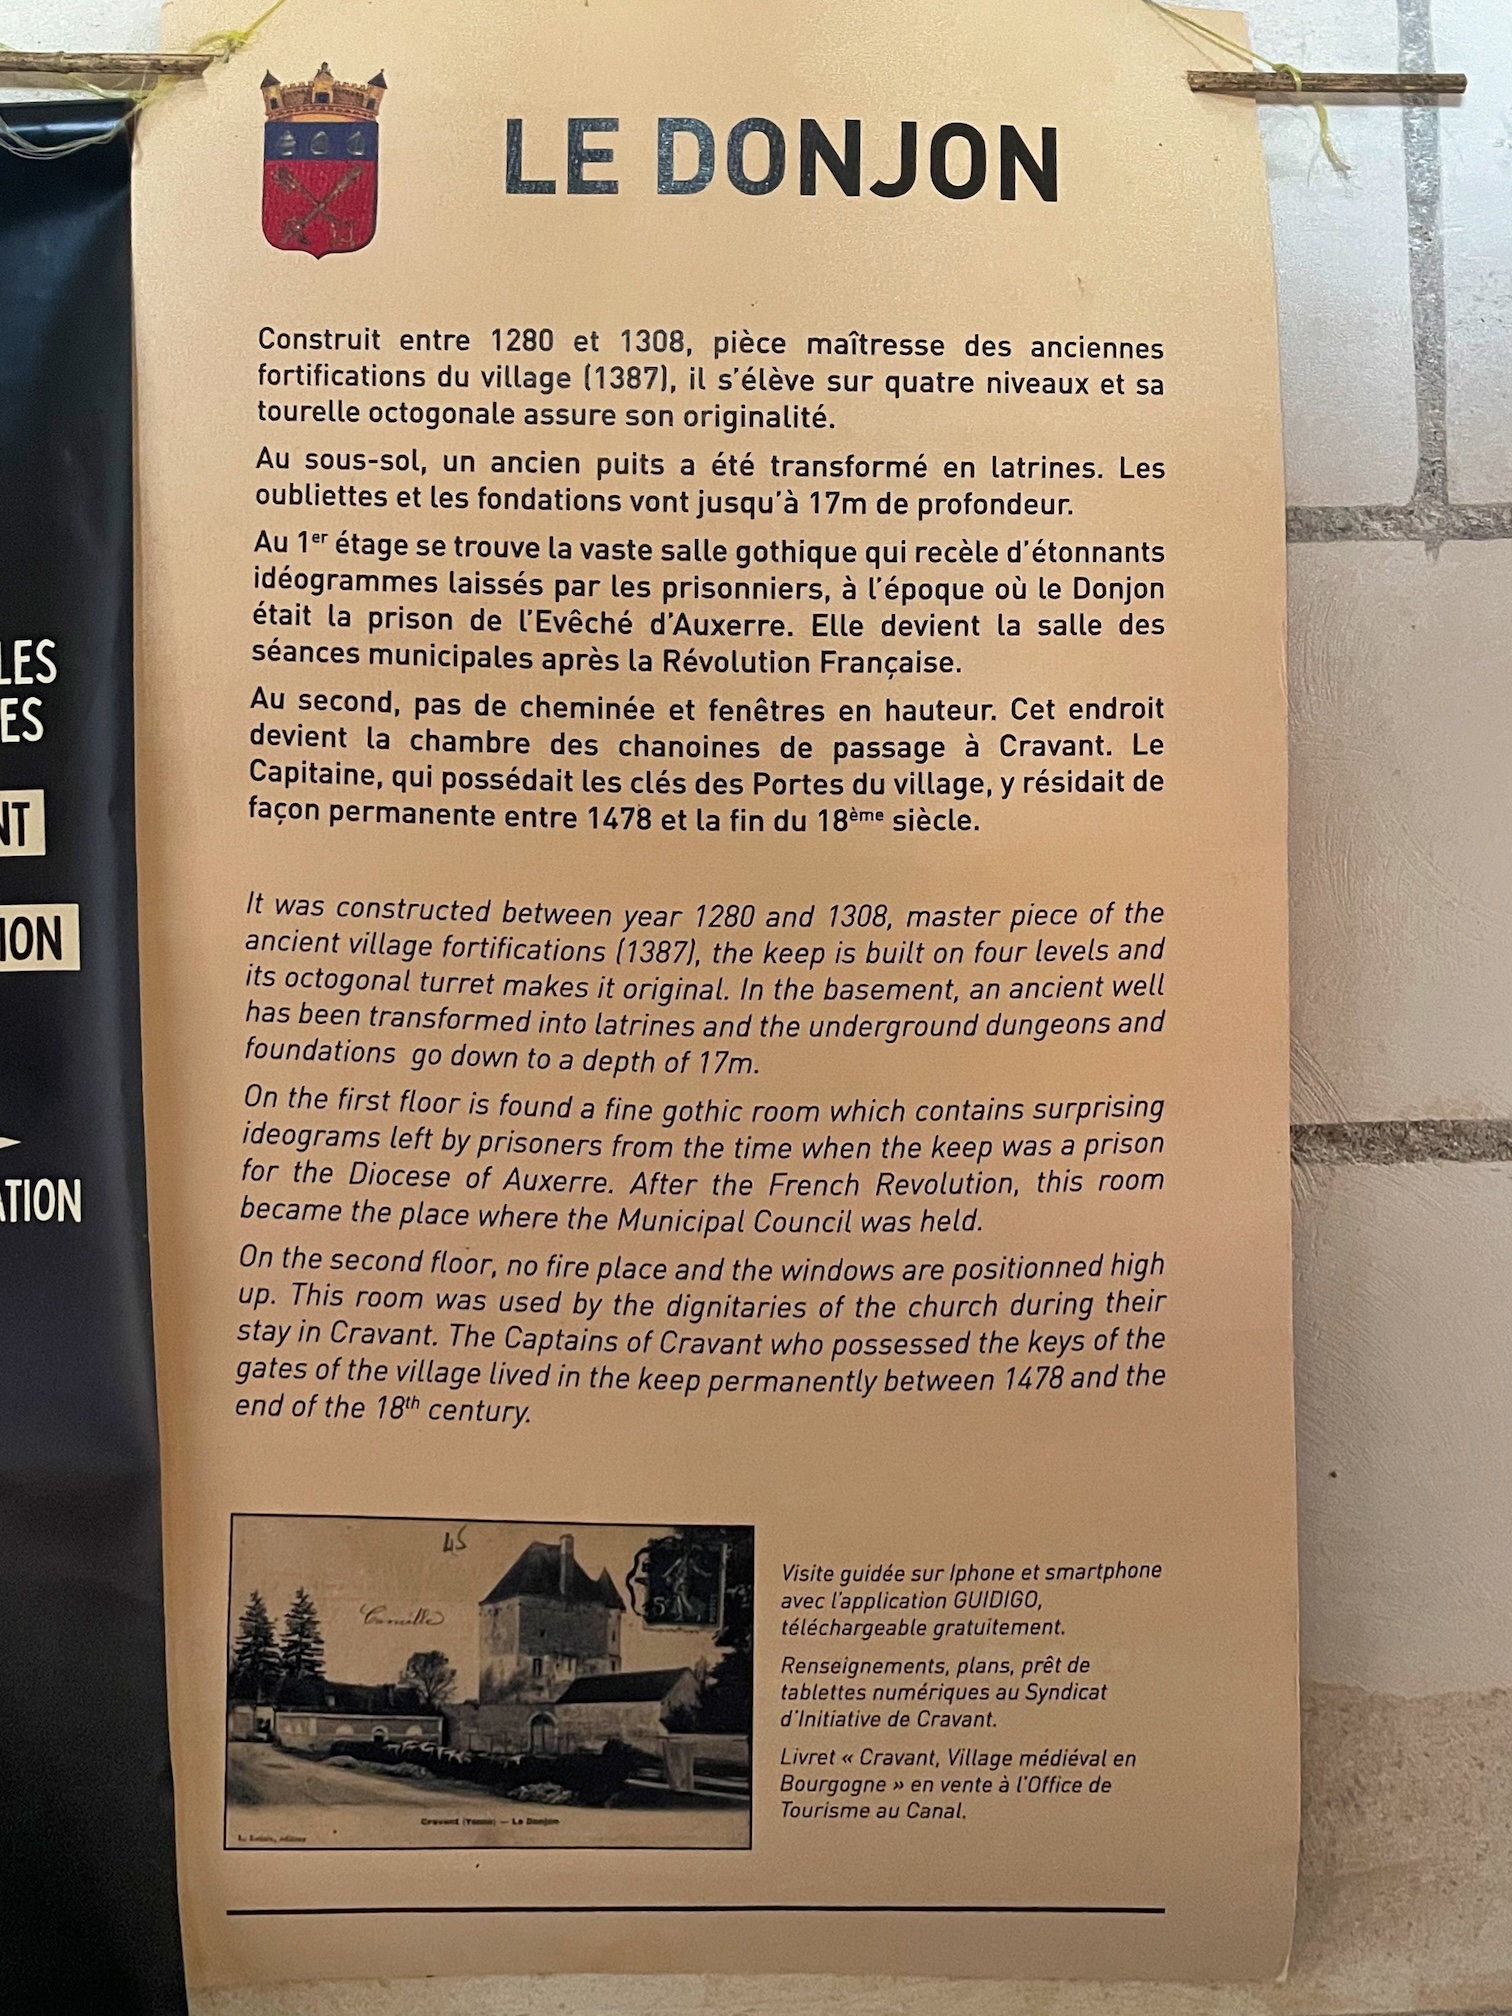 LE DONJON
Construit entre 1280 et 1308, pièce maîtresse des anciennes
fortifications du village (1387), il s'élève sur quatre niveaux et sa
tourelle octogonale assure son originalité.
Au sous-sol, un ancien puits a été transformé en latrines. Les
oubliettes et les fondations vont jusqu'à 17m de profondeur.
Au 1er étage se trouve la vaste salle gothique qui recèle d'étonnants
idéogrammes laissés par les prisonniers, à l'époque où le Donjon
était la prison de l'Evêché d'Auxerre. Elle devient la salle des
séances municipales après la Révolution Française.
Au second, pas de cheminée et fenêtres en hauteur. Cet endroit
devient la chambre des chanoines de passage à Cravant. Le
Capitaine, qui possédait les clés des Portes du village, y résidait de
façon permanente entre 1478 et la fin du 18ème siècle.
It was constructed between year 1280 and 1308, master piece of the
ancient village fortifications (1387), the keep is built on four levels and
its octogonal turret makes it original. In the basement, an ancient well
has been transformed into latrines and the underground dungeons and
foundations go down to a depth of 17m.
On the first floor is found a fine gothic room which contains surprising
ideograms left by prisoners from the time when the keep was a prison
for the Diocese of Auxerre. After the French Revolution, this room
became the place where the Municipal Council was held.
On the second floor, no fire place and the windows are positionned high
up. This room was used by the dignitaries of the church during their
stay in Cravant. The Captains of Cravant who possessed the keys of the
gates of the village lived in the keep permanently between 1478 and the
end of the 18th century.
45
Camille
Cravant (Yonne) — Le Donjon
Visite guidée sur Iphone et smartphone
avec l'application GUIDIGO,
téléchargeable gratuitement.
Renseignements, plans, prêt de
tablettes numériques au Syndicat
d'Initiative de Cravant.
Livret « Cravant, Village médiéval en
Bourgogne » en vente à l'Office de
Tourisme au Canal.
LES
ES
NT
ION
ATION